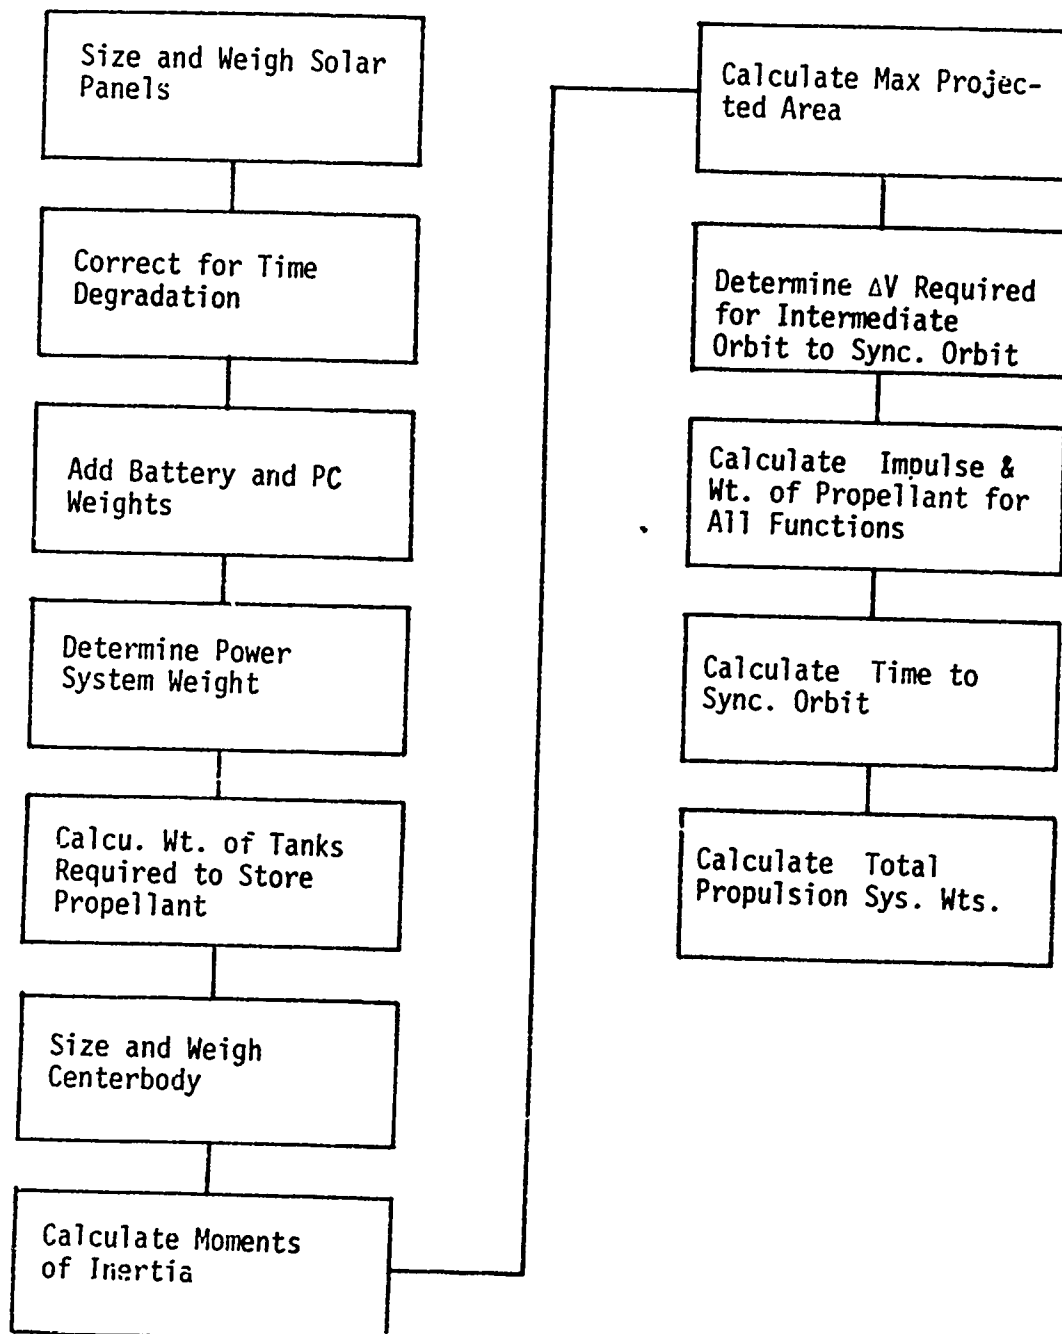 Size and Weigh Solar
Panels
Correct for Time
Degradation
Add Battery and PC
Weights
Determine Power
System Weight
Calcu. Wt. of Tanks
Required to Store
Propellant
Size and Weigh
Centerbody
Calculate Moments
of Inertia
Calculate Max Projec-
ted Area
Determine ΔV Required
for Intermediate
Orbit to Sync. Orbit
Calculate Impulse &
Wt. of Propellant for
All Functions
Calculate Time to
Sync. Orbit
Calculate Total
Propulsion Sys. Wts.